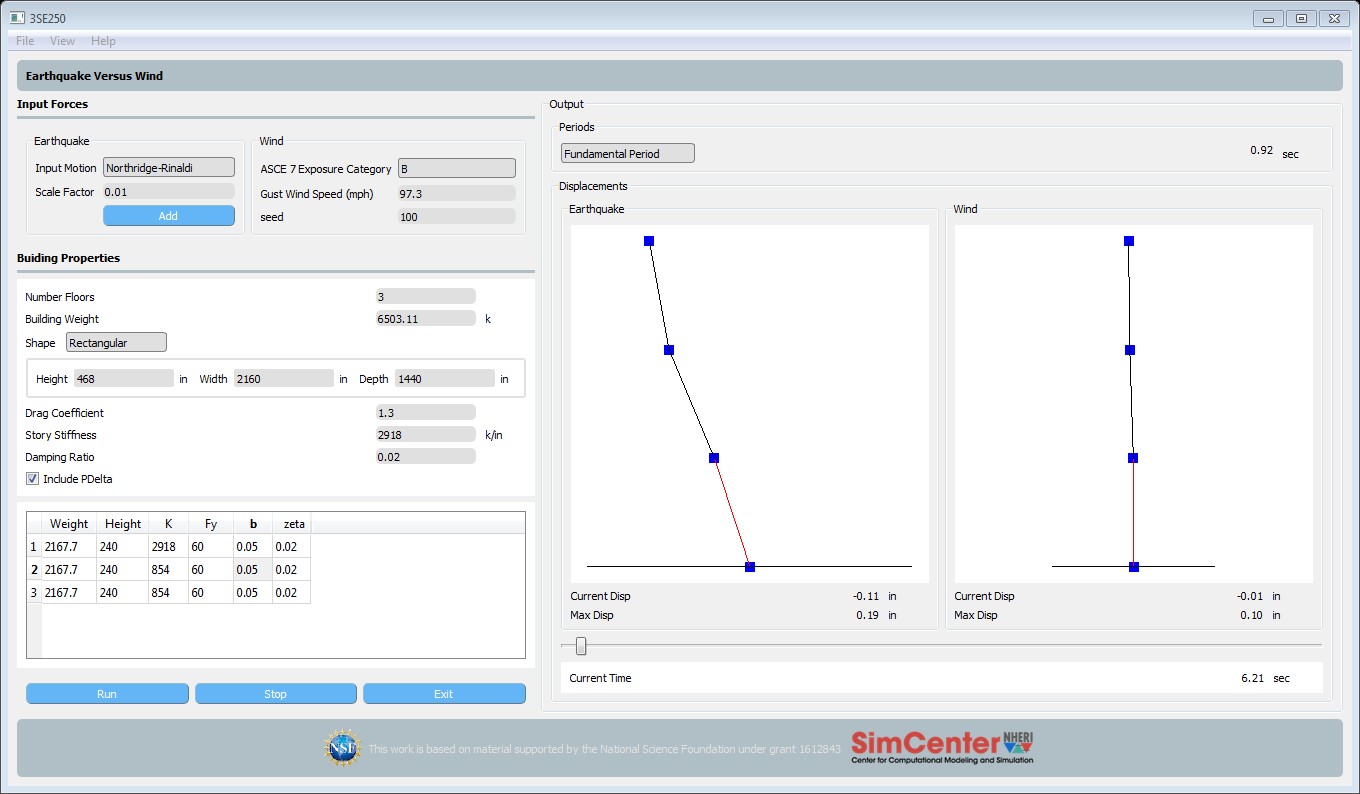 3SE250
File View Help
Earthquake Versus Wind
Input Forces
Earthquake
Input Motion Northridge-Rinaldi
Scale Factor 0.01
Add
Wind
ASCE 7 Exposure Category B
Gust Wind Speed (mph) 97.3
seed 100
Buiding Properties
Number Floors 3
Building Weight 6503.11 k
Shape Rectangular
Height 468 in Width 2160 in Depth 1440 in
Drag Coefficient 1.3
Story Stiffness 2918 k/in
Damping Ratio 0.02
Include PDelta
Weight Height K Fy b zeta
1 2167.7 240 2918 60 0.05 0.02
2 2167.7 240 854 60 0.05 0.02
3 2167.7 240 854 60 0.05 0.02
Run Stop Exit
Output
Periods
Fundamental Period 0.92 sec
Displacements
Earthquake
Current Disp -0.11 in
Max Disp 0.19 in
Wind
Current Disp -0.01 in
Max Disp 0.10 in
Current Time 6.21 sec
NSF This work is based on material supported by the National Science Foundation under grant 1612843
SimCenter NHERI
Center for Computational Modeling and Simulation